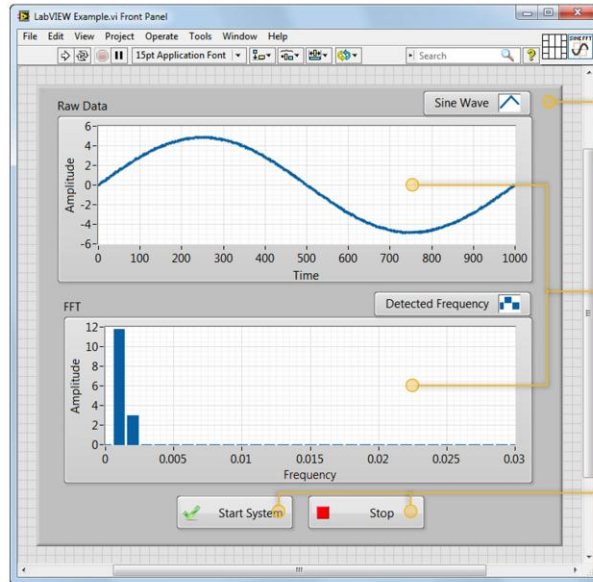 LabVIEW Example.vi Front Panel
File Edit View Project Operate Tools Window Help
15pt Application Font
Search
?
SINE FFT
Raw Data
Sine Wave
Amplitude
6
4
2
0
-2
-4
-6
0 100 200 300 400 500 600 700 800 900 1000
Time
FFT
Detected Frequency
Amplitude
12
10
8
6
4
2
0
0 0.005 0.01 0.015 0.02 0.025 0.03
Frequency
Start System
Stop